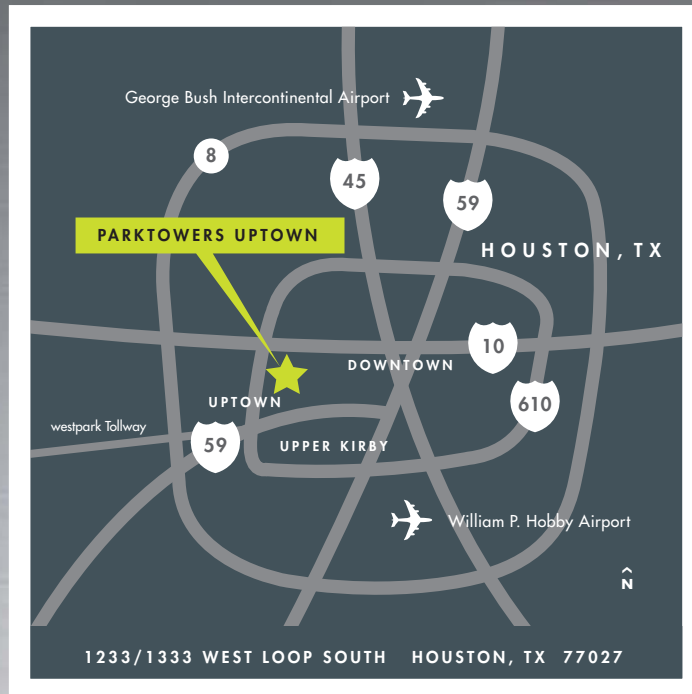 George Bush Intercontinental Airport
8
45
59
PARKTOWERS UPTOWN
HOUSTON, TX
10
DOWNTOWN
610
UPTOWN
westpark Tollway
59
UPPER KIRBY
William P. Hobby Airport
N
1233/1333 WEST LOOP SOUTH HOUSTON, TX 77027